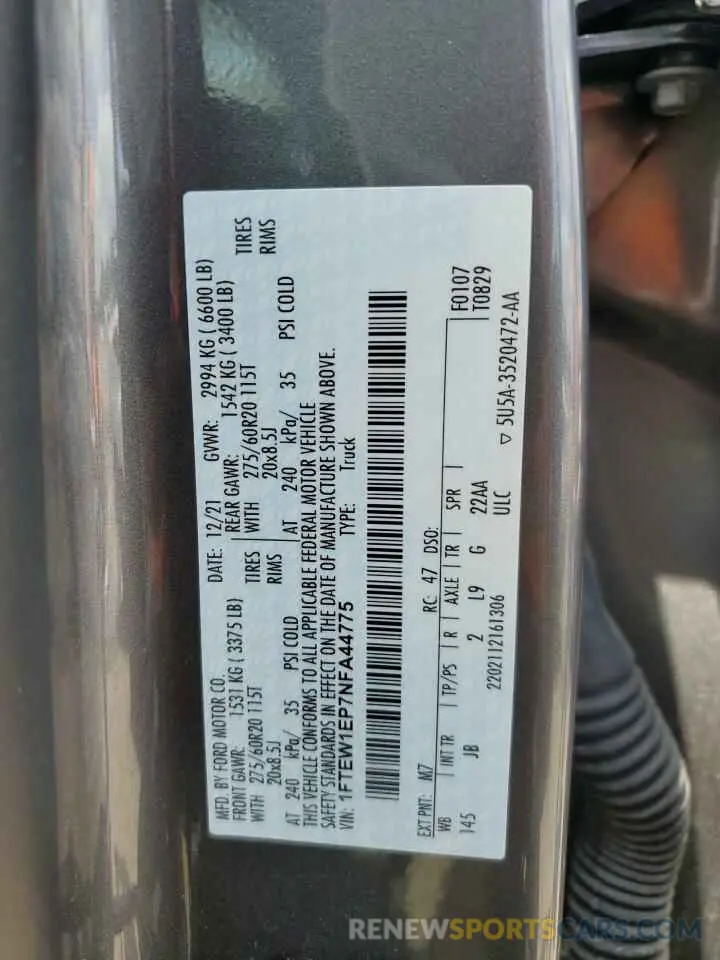 MFD. BY FORD MOTOR CO.
DATE: 12/21 GVWR: 2994 KG ( 6600 LB)
FRONT GAWR: 1531 KG ( 3375 LB)
REAR GAWR: 1542 KG ( 3400 LB)
WITH 275/60R20 115T TIRES
WITH 275/60R20 115T TIRES
20x8.5J RIMS
20x8.5J RIMS
AT 240 kPa/ 35 PSI COLD
AT 240 kPa/ 35 PSI COLD
THIS VEHICLE CONFORMS TO ALL APPLICABLE FEDERAL MOTOR VEHICLE
SAFETY STANDARDS IN EFFECT ON THE DATE OF MANUFACTURE SHOWN ABOVE.
VIN: 1FTEW1EP7NFA44775 TYPE: Truck
EXT PNT: M7 RC: 47 DSO: F0107
WB INT TR TP/PS R AXLE TR SPR T0829
145 JB 2 L9 G 22AA
2202112161306 ULC
▽ 5U5A-3520472-AA
RENEWSPORTSCARS.COM